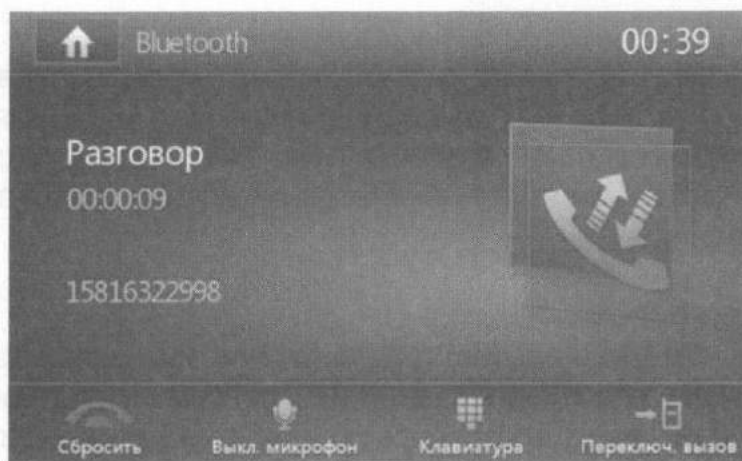 Bluetooth 00:39
Разговор
00:00:09
15816322998
Сбросить Выкл. микрофон Клавиатура Переключ. вызов